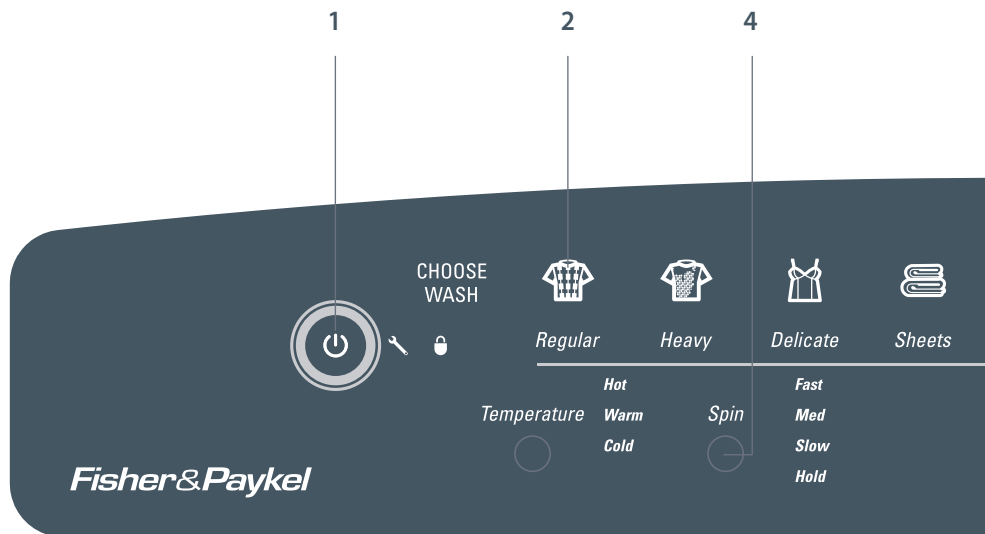 1 2 4
CHOOSE
WASH
Regular Heavy Delicate Sheets
Temperature
Hot
Warm
Cold
Spin
Fast
Med
Slow
Hold
Fisher&Paykel